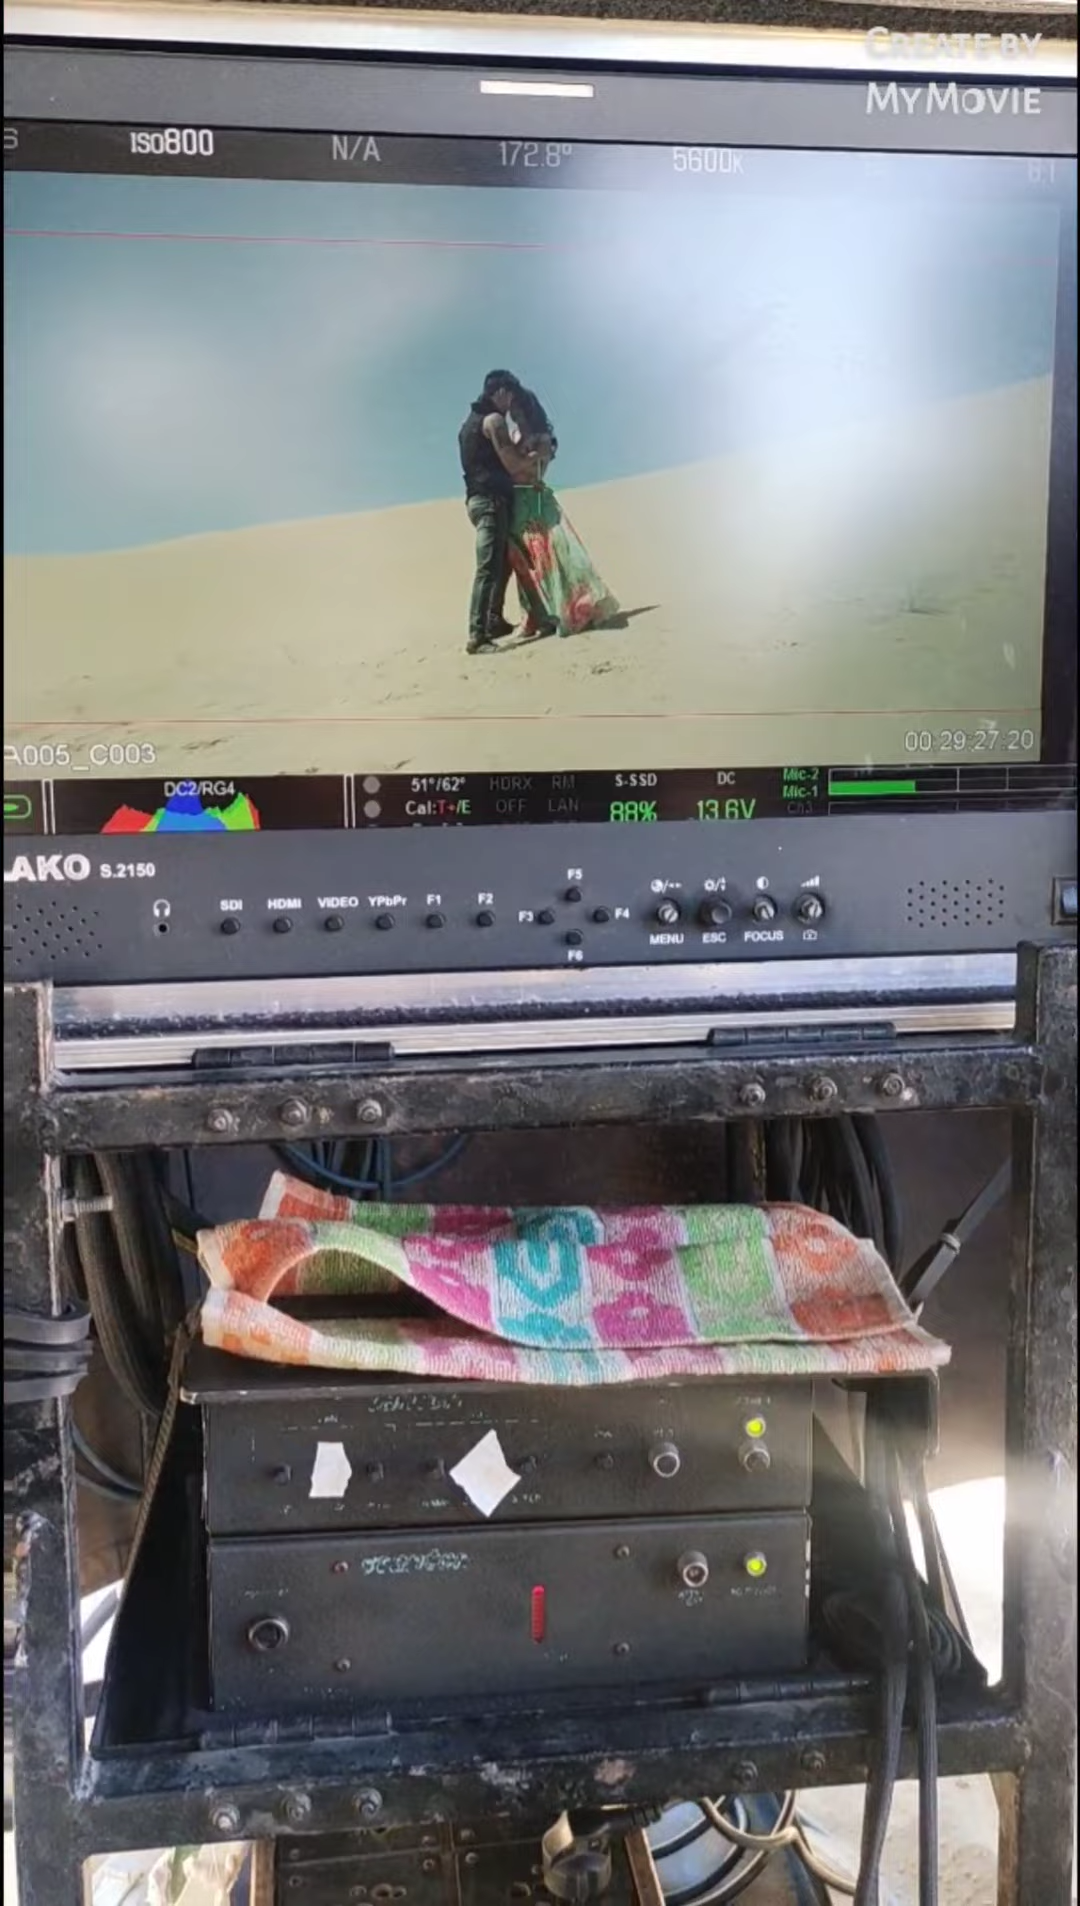 CREATE BY
MYMOVIE
S ISO800 N/A 172.8° 5600K
A005_C003
00:29:27:20
DC2/RG4
51°/62° HDRX RM S-SSD DC Mic-2
Cal:T+/E OFF LAN 88% 13.6V Mic-1
Ch3
LAKO S.2150
SDI HDMI VIDEO YPbPr F1 F2
F5
F3 F4
F6
MENU ESC FOCUS